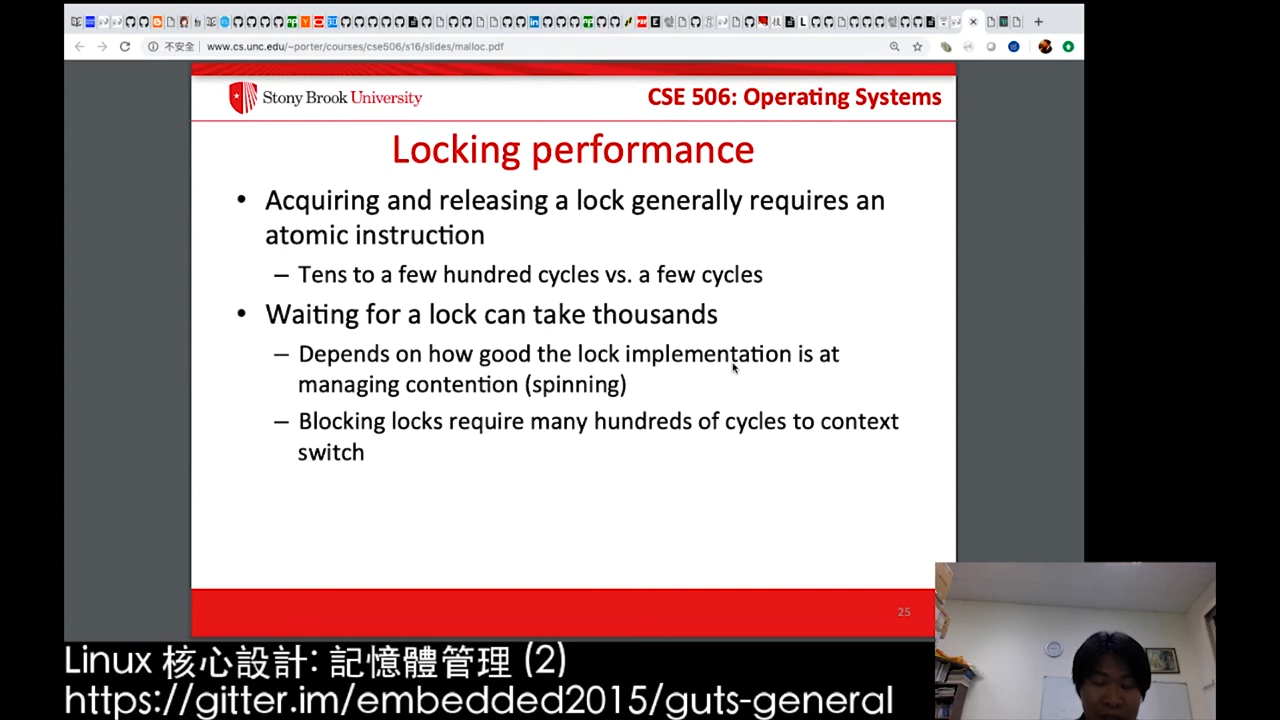 不安全 www.cs.unc.edu/~porter/courses/cse506/s16/slides/malloc.pdf
Stony Brook University
CSE 506: Operating Systems
Locking performance
• Acquiring and releasing a lock generally requires an
atomic instruction
– Tens to a few hundred cycles vs. a few cycles
• Waiting for a lock can take thousands
– Depends on how good the lock implementation is at
managing contention (spinning)
– Blocking locks require many hundreds of cycles to context
switch
25
Linux 核心設計: 記憶體管理 (2)
https://gitter.im/embedded2015/guts-general